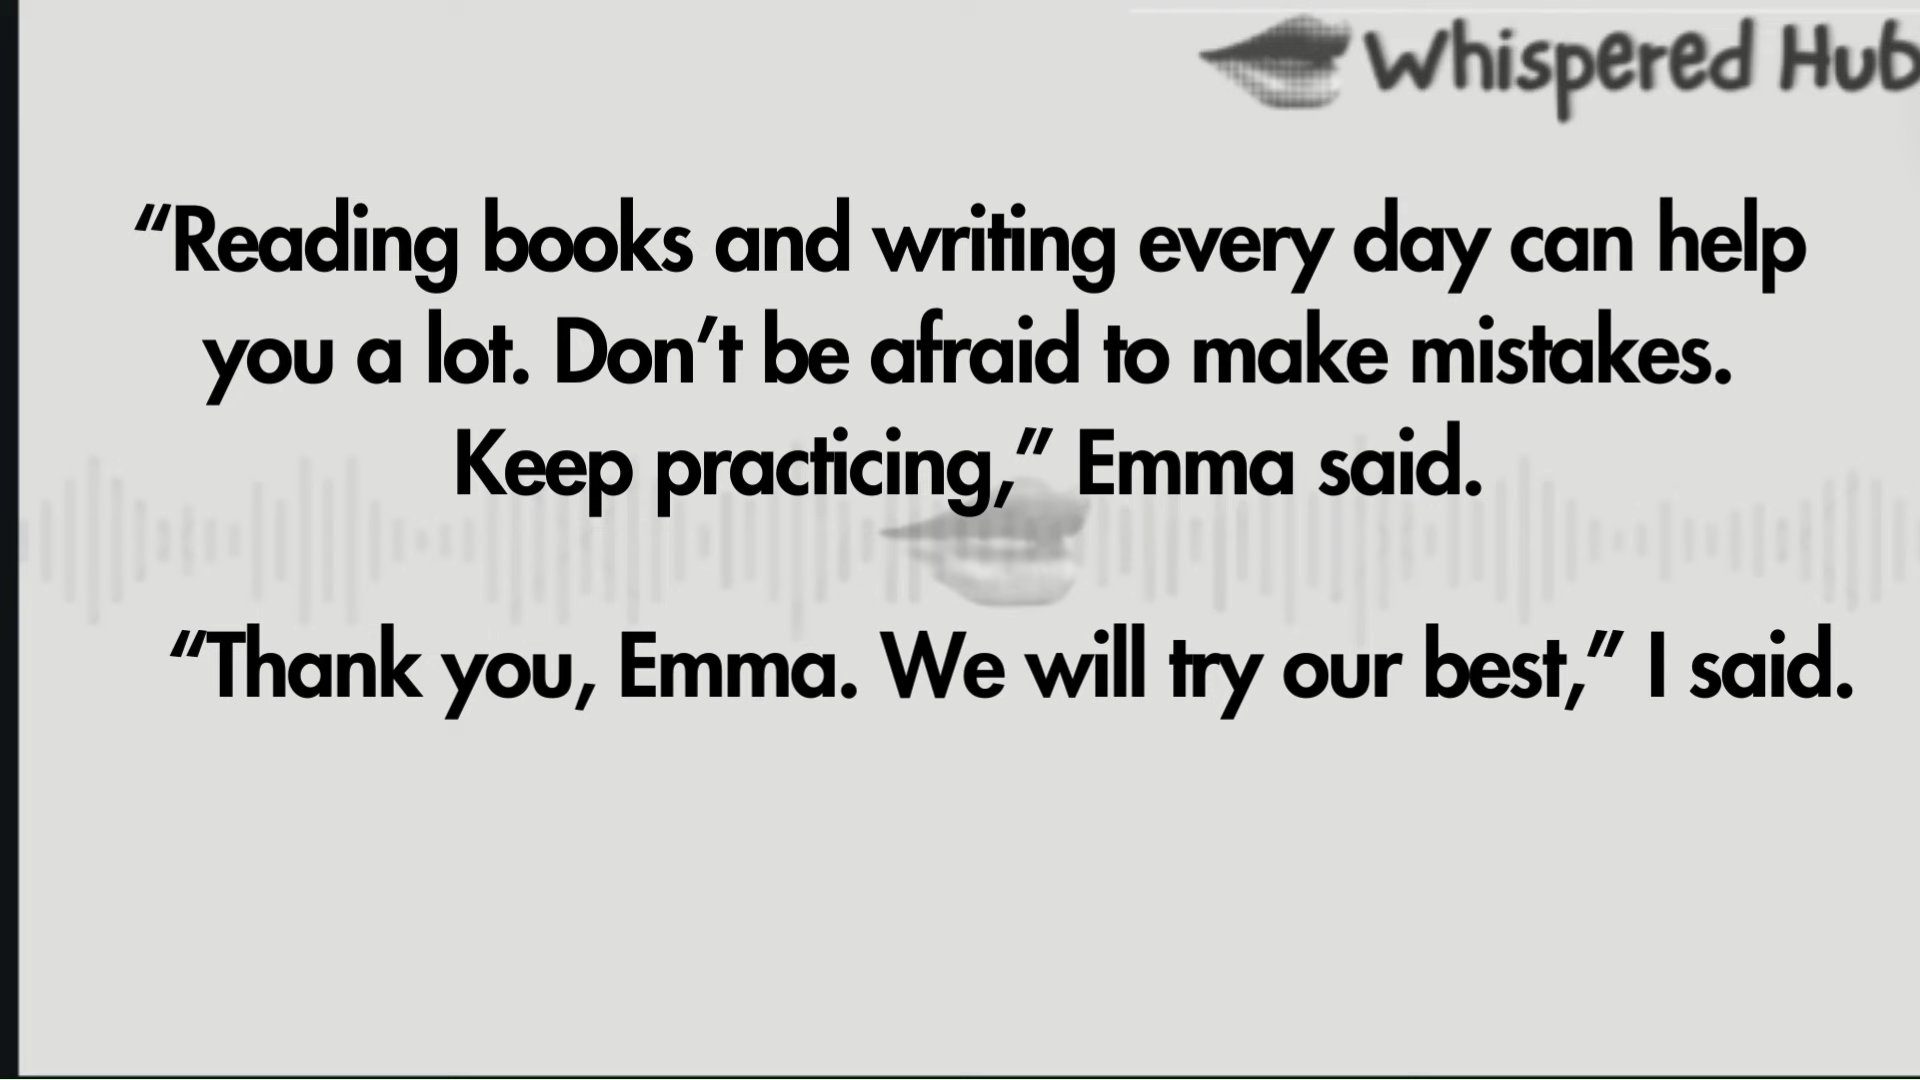 Whispered Hub
“Reading books and writing every day can help
you a lot. Don’t be afraid to make mistakes.
Keep practicing,” Emma said.
“Thank you, Emma. We will try our best,” I said.